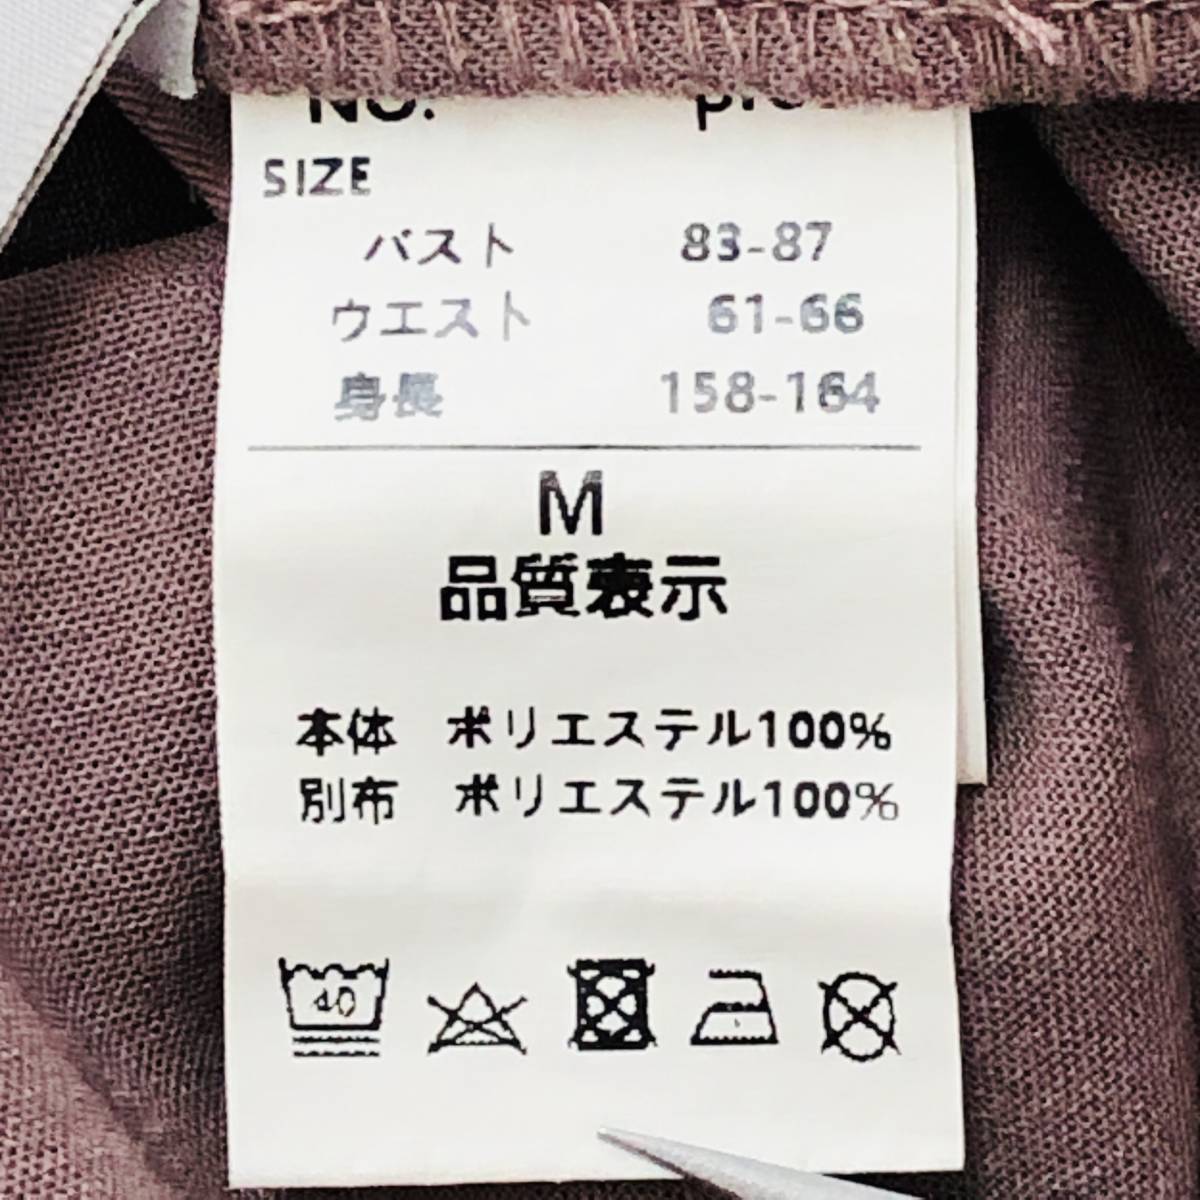 NO.
SIZE
バスト 83-87
ウエスト 61-66
身長 158-164
M
品質表示
本体 ポリエステル100%
別布 ポリエステル100%
40